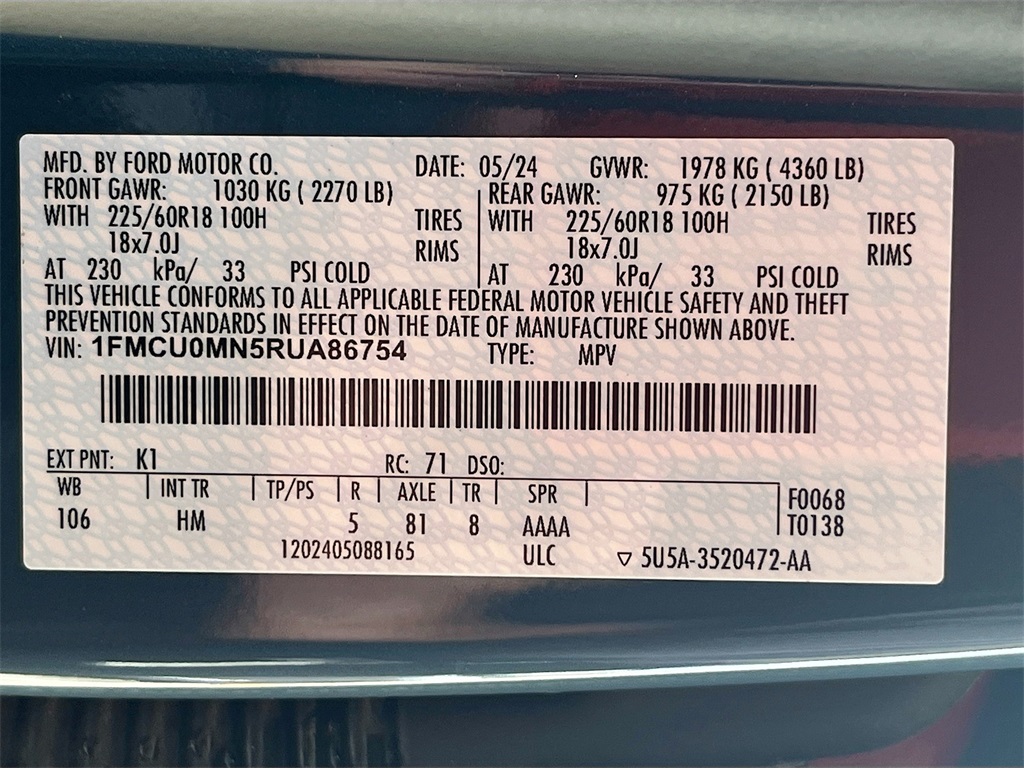 MFD. BY FORD MOTOR CO. DATE: 05/24 GVWR: 1978 KG ( 4360 LB)
FRONT GAWR: 1030 KG ( 2270 LB) REAR GAWR: 975 KG ( 2150 LB)
WITH 225/60R18 100H TIRES WITH 225/60R18 100H TIRES
18x7.0J RIMS 18x7.0J RIMS
AT 230 kPa/ 33 PSI COLD AT 230 kPa/ 33 PSI COLD
THIS VEHICLE CONFORMS TO ALL APPLICABLE FEDERAL MOTOR VEHICLE SAFETY AND THEFT
PREVENTION STANDARDS IN EFFECT ON THE DATE OF MANUFACTURE SHOWN ABOVE.
VIN: 1FMCU0MN5RUA86754 TYPE: MPV
EXT PNT: K1 RC: 71 DSO:
WB INT TR TP/PS R AXLE TR SPR F0068
106 HM 5 81 8 AAAA T0138
1202405088165 ULC ▽ 5U5A-3520472-AA